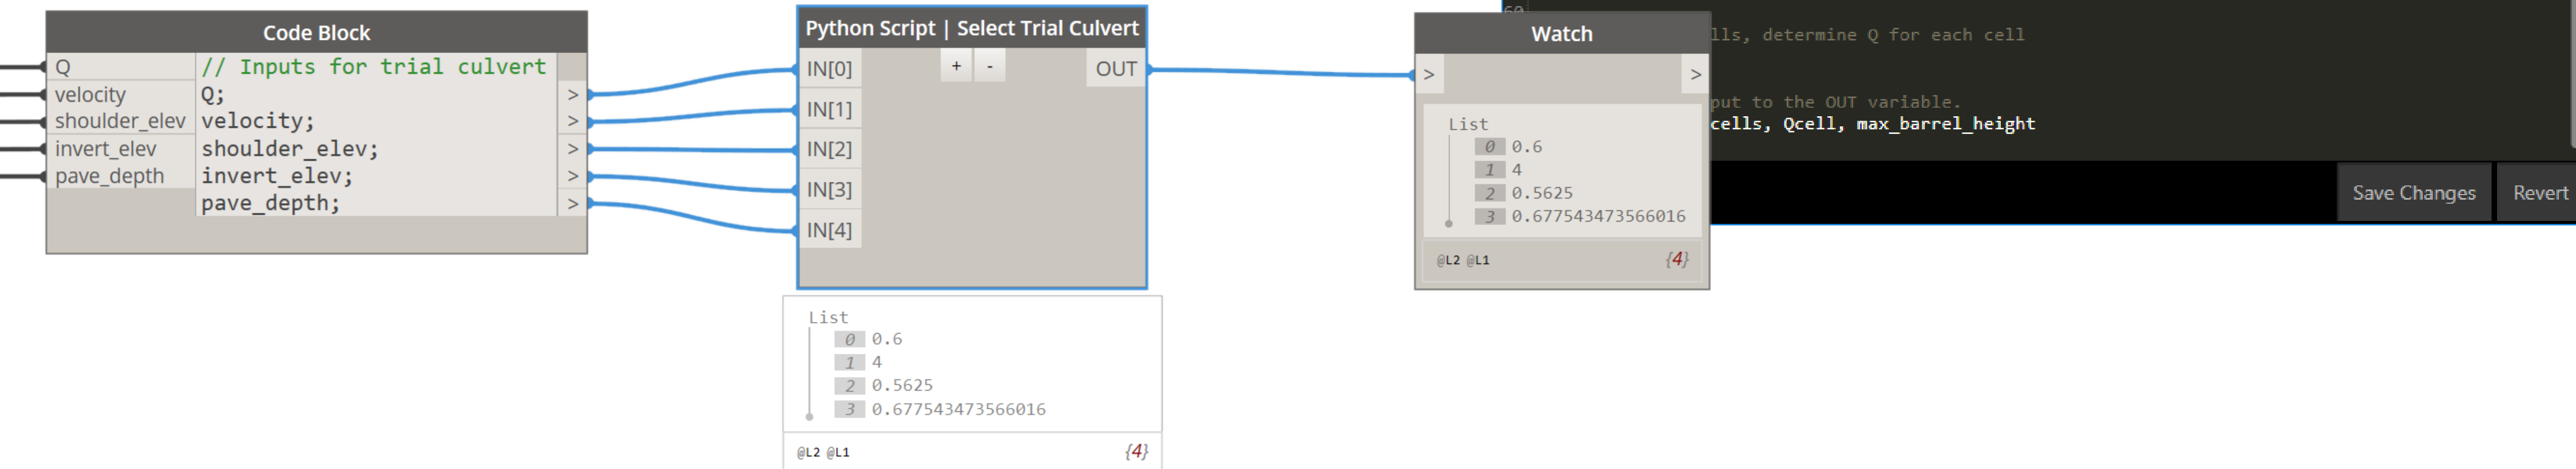 Code Block
Q
velocity
shoulder_elev
invert_elev
pave_depth
// Inputs for trial culvert
Q;
velocity;
shoulder_elev;
invert_elev;
pave_depth;
>
>
>
>
>
Python Script | Select Trial Culvert
IN[0]
IN[1]
IN[2]
IN[3]
IN[4]
+ -
OUT
List
0 0.6
1 4
2 0.5625
3 0.677543473566016
@L2 @L1 {4}
Watch
> >
List
0 0.6
1 4
2 0.5625
3 0.677543473566016
@L2 @L1 {4}
60
lls, determine Q for each cell
put to the OUT variable.
cells, Qcell, max_barrel_height
Save Changes Revert